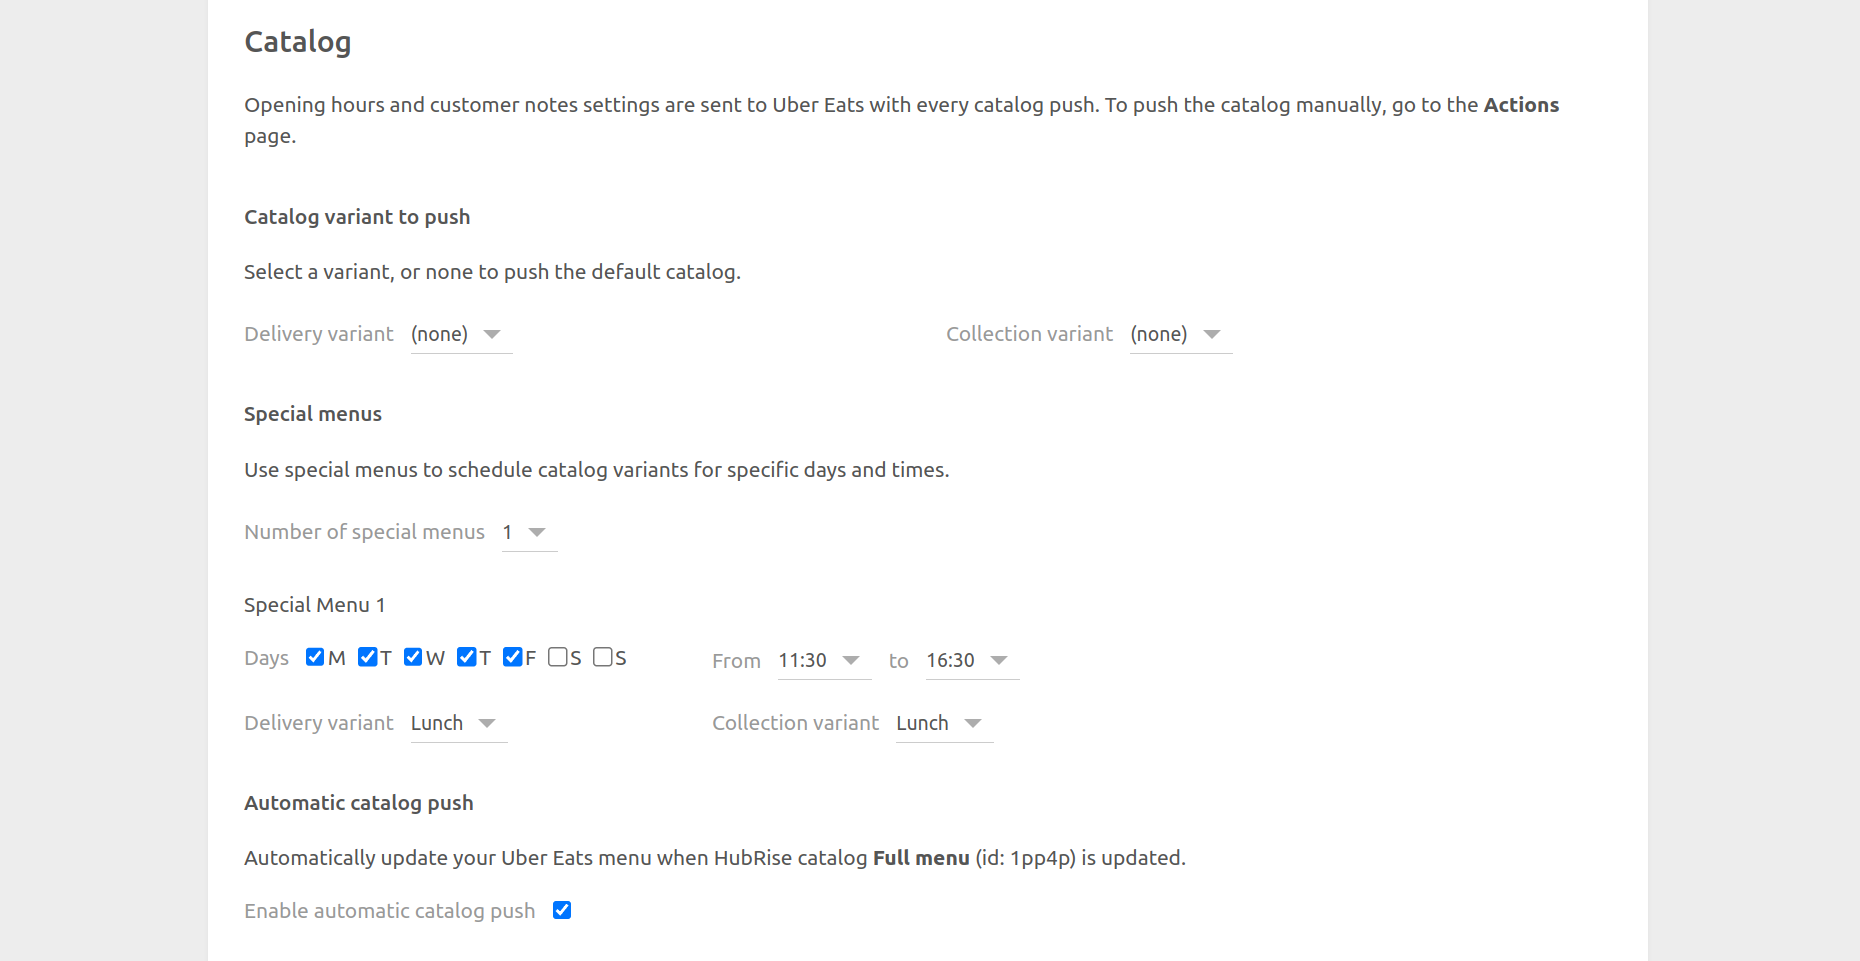 Catalog
Opening hours and customer notes settings are sent to Uber Eats with every catalog push. To push the catalog manually, go to the Actions
page.
Catalog variant to push
Select a variant, or none to push the default catalog.
Delivery variant (none) Collection variant (none)
Special menus
Use special menus to schedule catalog variants for specific days and times.
Number of special menus 1
Special Menu 1
Days M T W T F S S From 11:30 to 16:30
Delivery variant Lunch Collection variant Lunch
Automatic catalog push
Automatically update your Uber Eats menu when HubRise catalog Full menu (id: 1pp4p) is updated.
Enable automatic catalog push